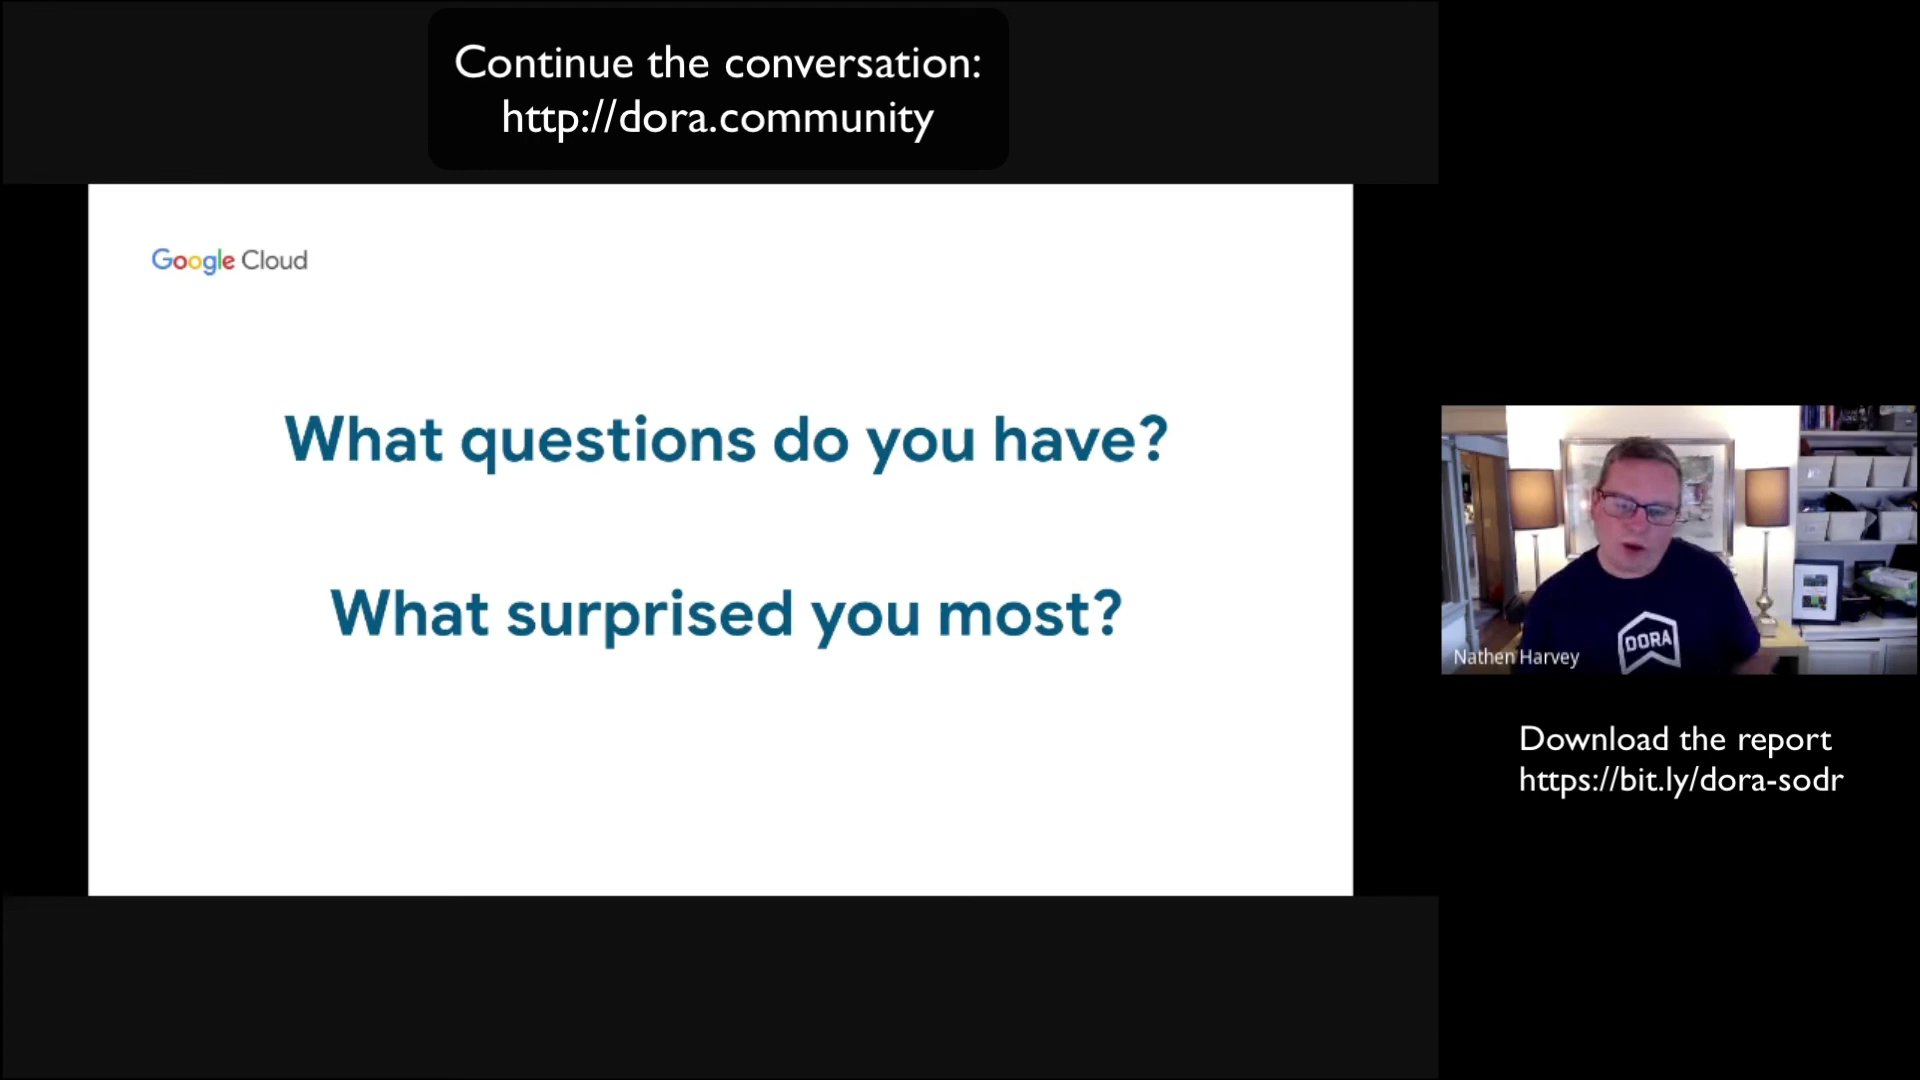 Continue the conversation:
http://dora.community
Google Cloud
What questions do you have?
What surprised you most?
DORA
Nathen Harvey
Download the report
https://bit.ly/dora-sodr